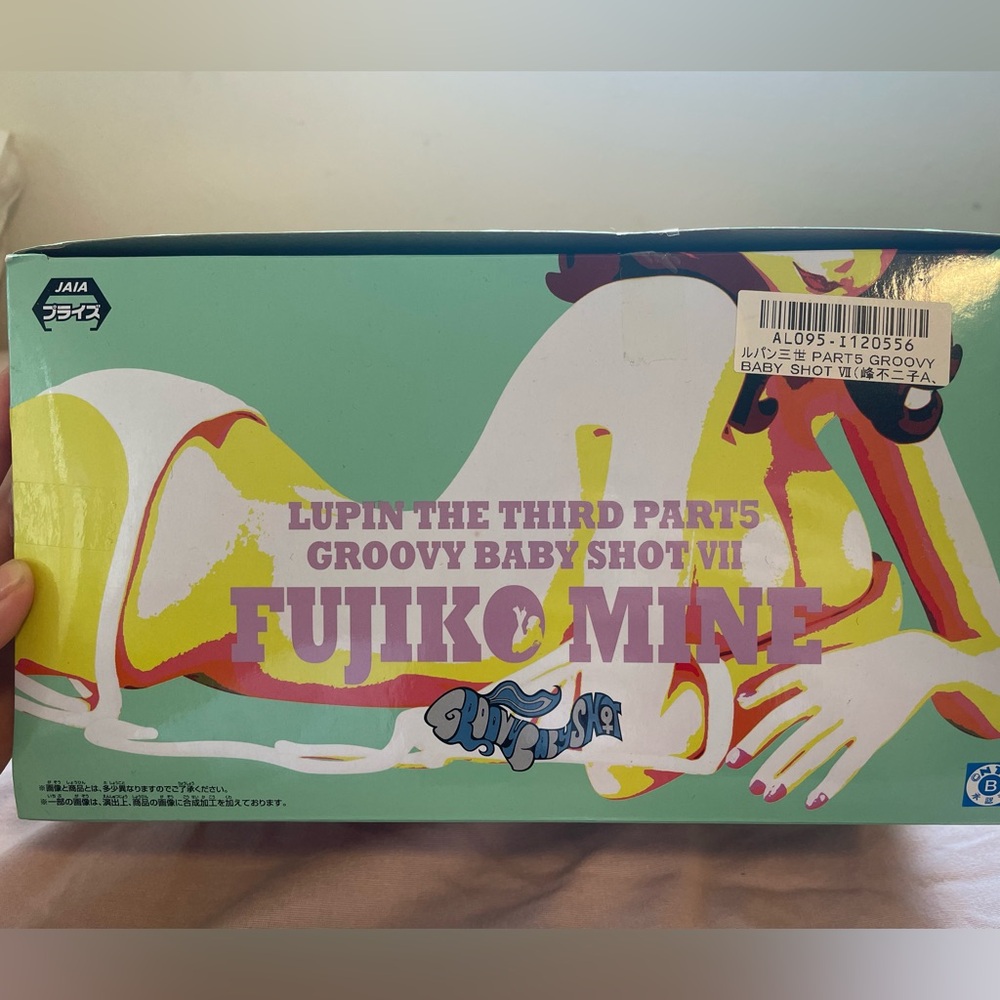 JAIA
プライズ
AL095-I120556
ルパン三世 PART5 GROOVY
BABY SHOT Ⅶ(峰不二子A、
LUPIN THE THIRD PART5
GROOVY BABY SHOT VII
FUJIKO MINE
GROOVY BABY SHOT
※画像と商品とは、多少異なりますのでご了承ください。
※一部の画像は、演出上、商品の画像に合成加工を加えております。
B